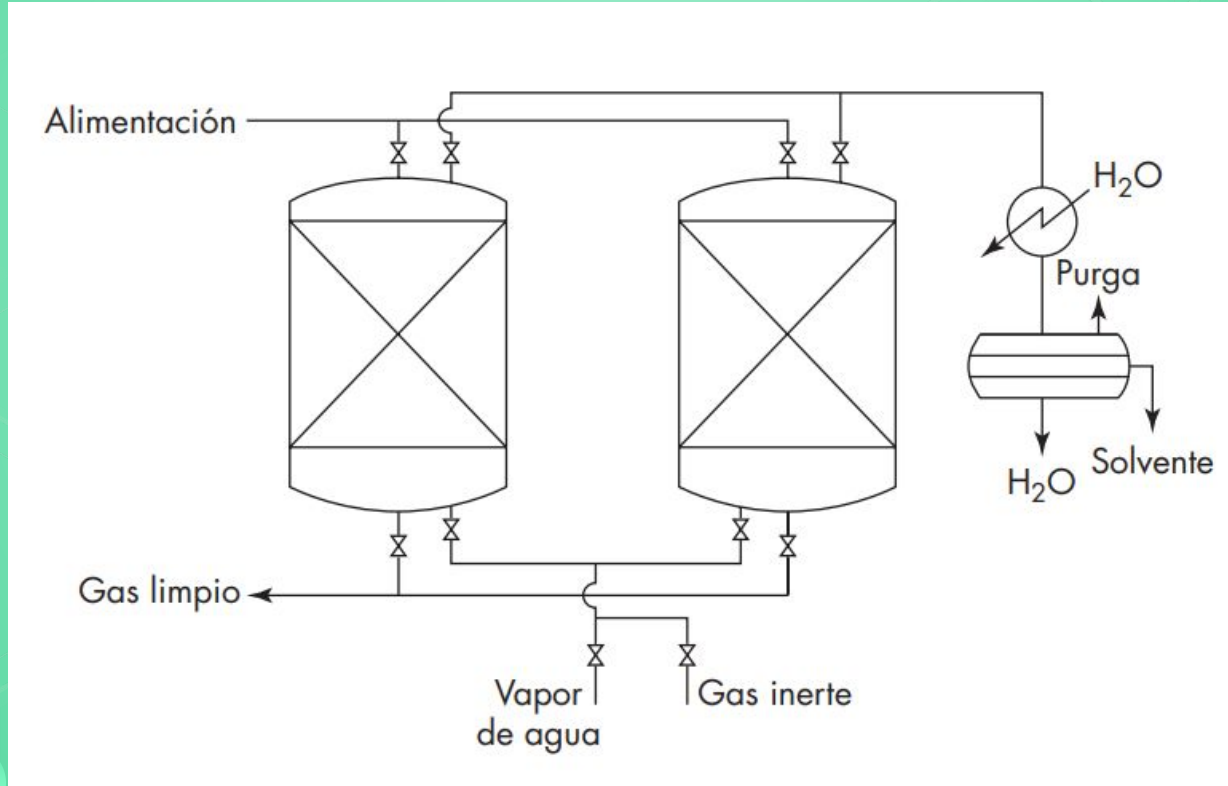 Alimentación
H₂O
Purga
Solvente
H₂O
Gas limpio
Vapor
de agua
Gas inerte